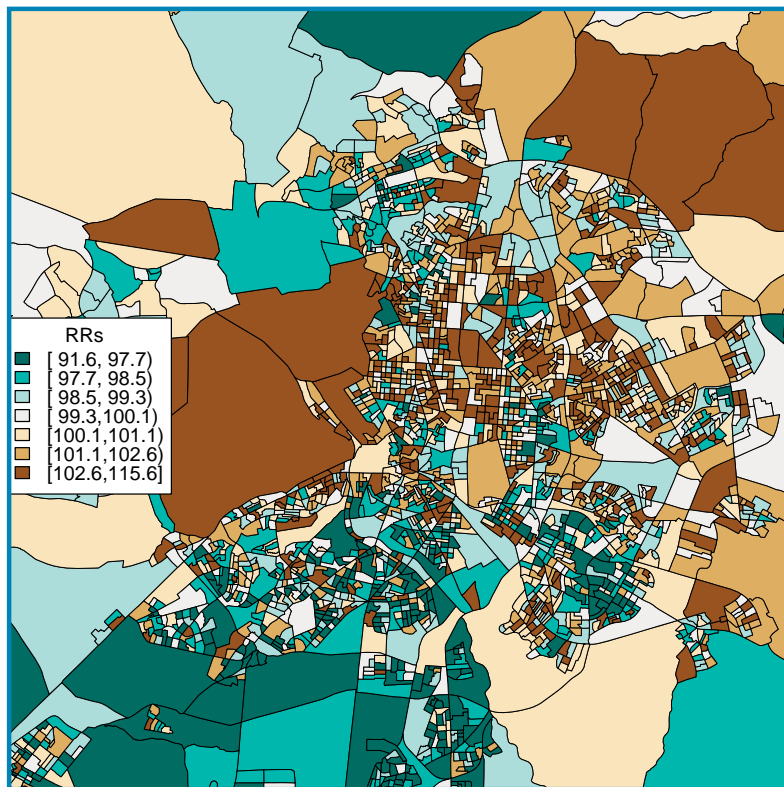 RRs
[ 91.6, 97.7)
[ 97.7, 98.5)
[ 98.5, 99.3)
[ 99.3,100.1)
[100.1,101.1)
[101.1,102.6)
[102.6,115.6]